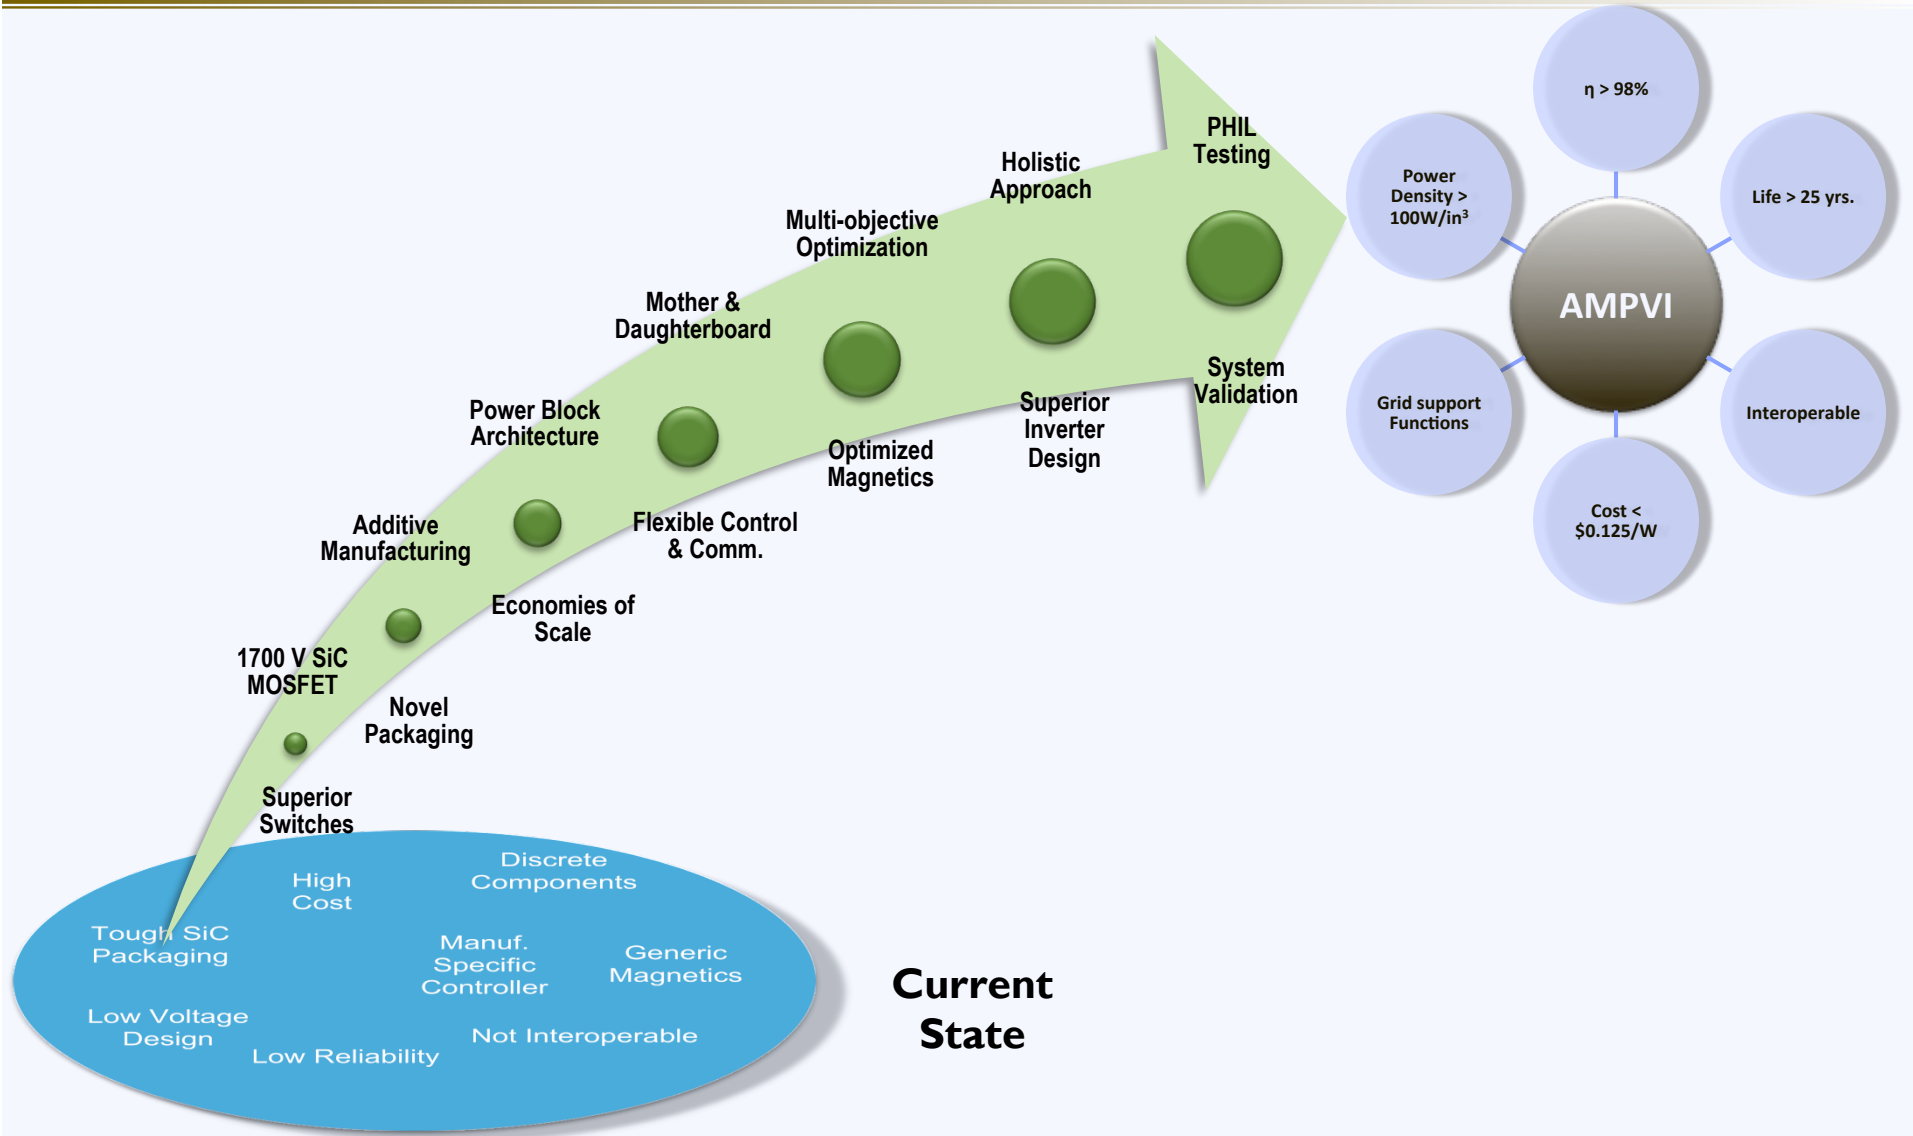 η > 98%
Power
Density >
100W/in³
Life > 25 yrs.
AMPVI
Grid support
Functions
Interoperable
Cost <
$0.125/W
PHIL
Testing
Holistic
Approach
Multi-objective
Optimization
Mother &
Daughterboard
Power Block
Architecture
Additive
Manufacturing
1700 V SiC
MOSFET
System
Validation
Superior
Inverter
Design
Optimized
Magnetics
Flexible Control
& Comm.
Economies of
Scale
Novel
Packaging
Superior
Switches
High
Cost
Discrete
Components
Tough SiC
Packaging
Manuf.
Specific
Controller
Generic
Magnetics
Low Voltage
Design
Low Reliability
Not Interoperable
Current
State